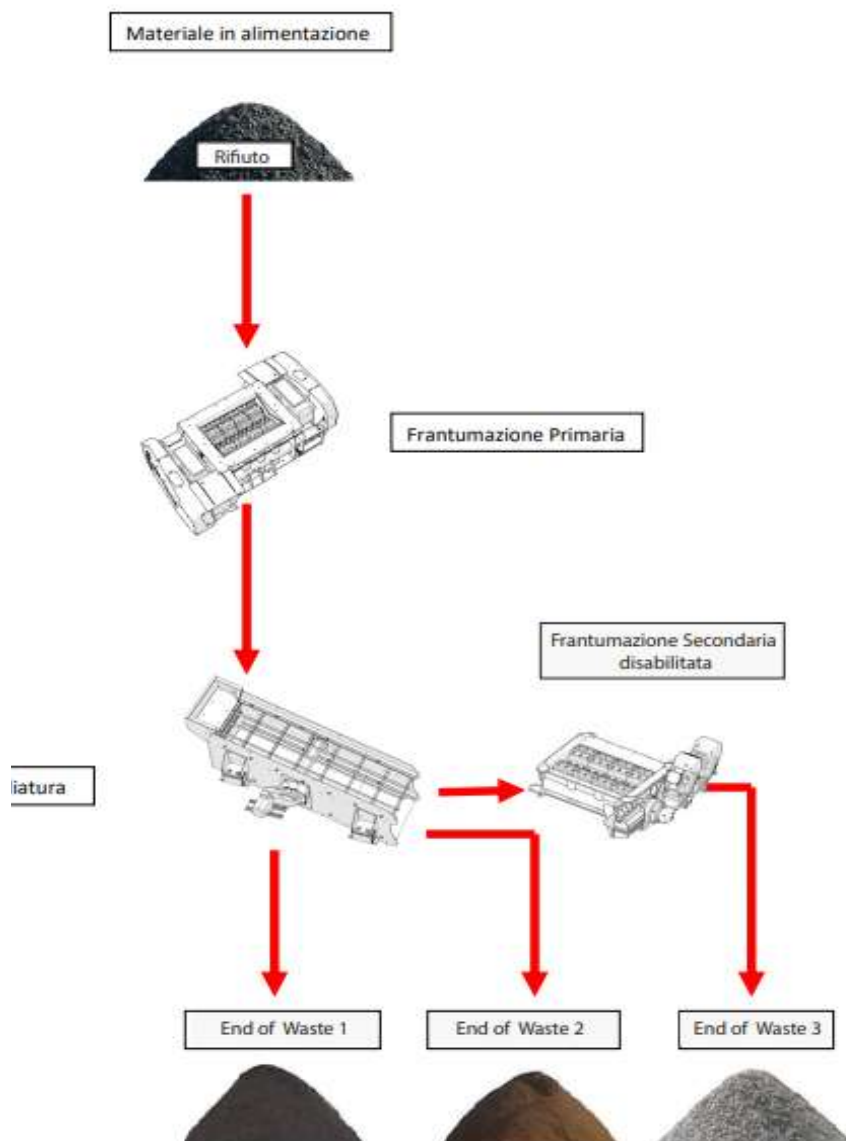 Materiale in alimentazione
Rifiuto
Frantumazione Primaria
Frantumazione Secondaria
disabilitata
End of Waste 1
End of Waste 2
End of Waste 3